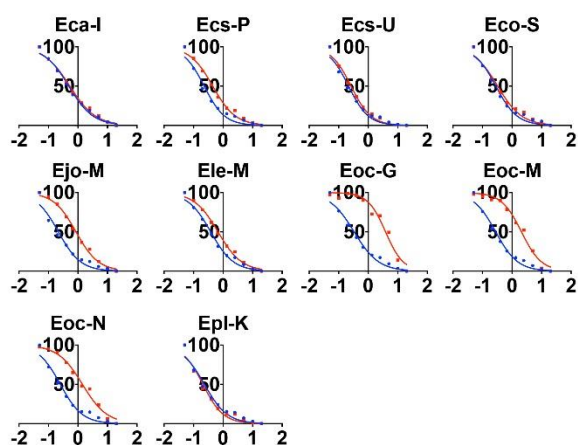 Eca-I Ecs-P Ecs-U Eco-S
100 100 100 100
50 50 50 50
-2 -1 0 1 2 -2 -1 0 1 2 -2 -1 0 1 2 -2 -1 0 1 2
Ejo-M Ele-M Eoc-G Eoc-M
100 100 100 100
50 50 50 50
-2 -1 0 1 2 -2 -1 0 1 2 -2 -1 0 1 2 -2 -1 0 1 2
Eoc-N Epl-K
100 100
50 50
-2 -1 0 1 2 -2 -1 0 1 2